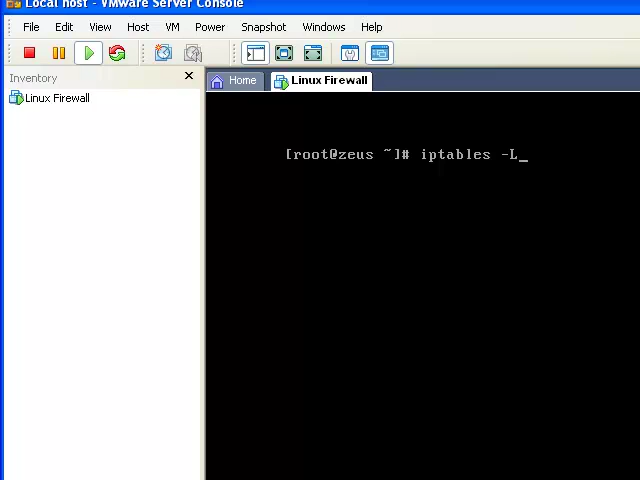 Local host - VMware Server Console
File Edit View Host VM Power Snapshot Windows Help
Inventory
Home
Linux Firewall
Linux Firewall
[root@zeus ~]# iptables -L_